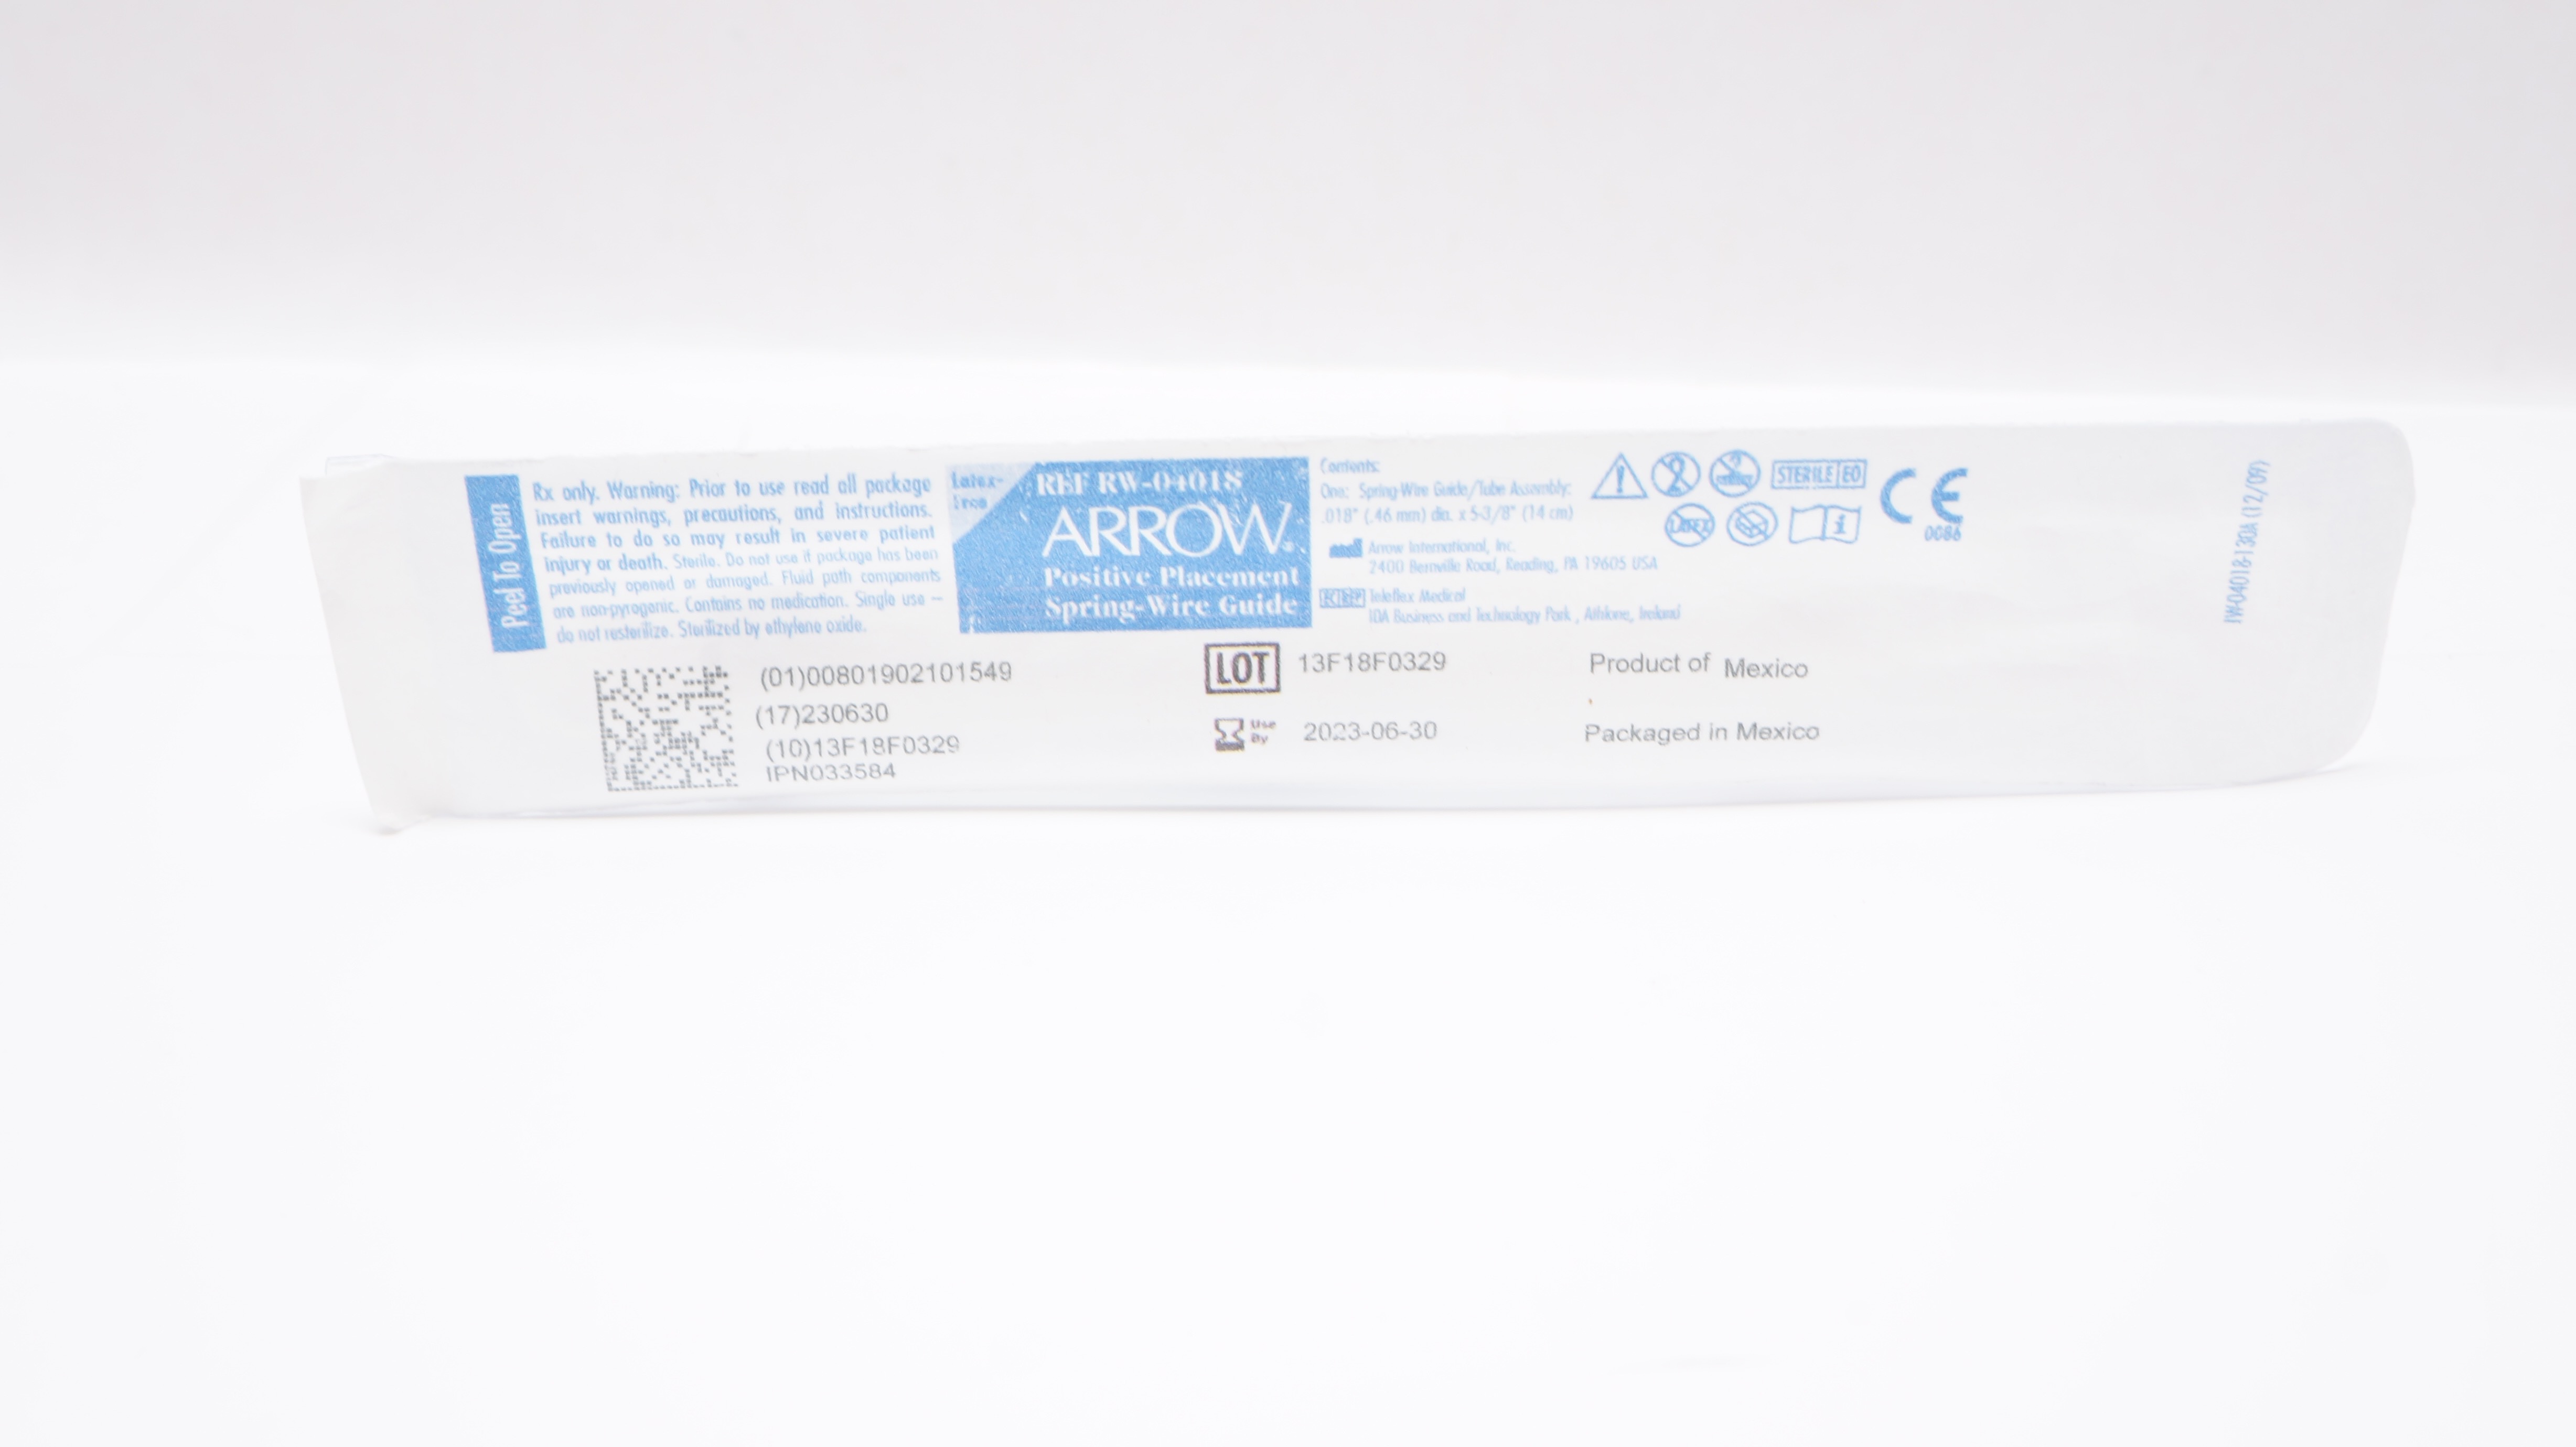 Peel To Open
Rx only. Warning: Prior to use read all package
insert warnings, precautions, and instructions.
Failure to do so may result in severe patient
injury or death. Sterile. Do not use if package has been
previously opened or damaged. Fluid path components
are non-pyrogenic. Contains no medication. Single use –
do not resterilize. Sterilized by ethylene oxide.
Latex-
free
REF RW-04018
ARROW®
Positive Placement
Spring-Wire Guide
Contents:
One: Spring-Wire Guide/Tube Assembly:
.018" (.46 mm) dia. x 5-3/8" (14 cm)
Arrow International, Inc.
2400 Bernville Road, Reading, PA 19605 USA
EC REP Teleflex Medical
IDA Business and Technology Park , Athlone, Ireland
2
STERILE EO
LATEX
i
CE
0086
IW-04018-130A (12/09)
(01)00801902101549
(17)230630
(10)13F18F0329
IPN033584
LOT 13F18F0329
Use
By
2023-06-30
Product of Mexico
Packaged in Mexico